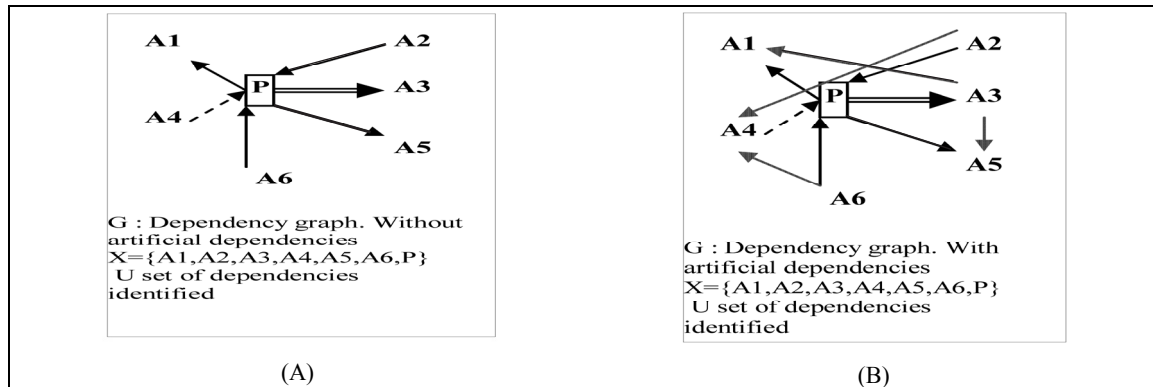 A1
A2
P
A3
A4
A5
A6
G : Dependency graph. Without
artificial dependencies
X={A1,A2,A3,A4,A5,A6,P}
U set of dependencies
identified
(A)
A1
A2
P
A3
A4
A5
A6
G : Dependency graph. With
artificial dependencies
X={A1,A2,A3,A4,A5,A6,P}
U set of dependencies
identified
(B)